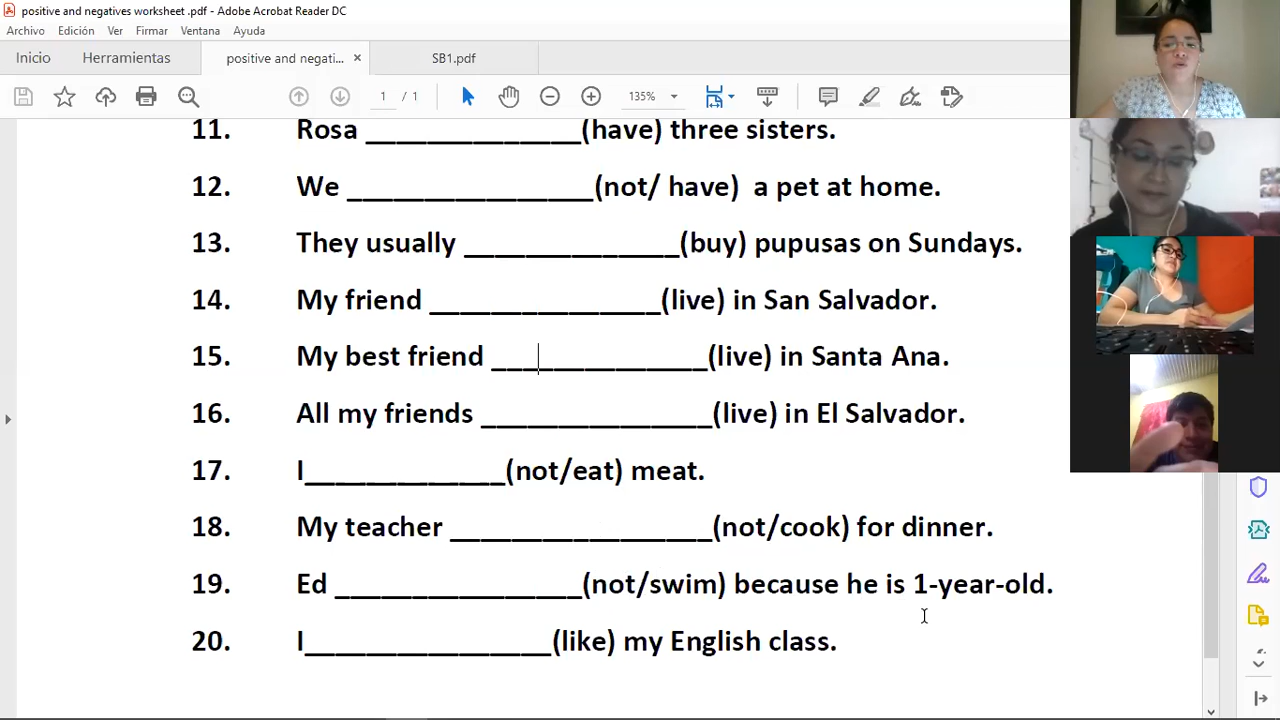 positive and negatives worksheet .pdf - Adobe Acrobat Reader DC
Archivo Edición Ver Firmar Ventana Ayuda
Inicio Herramientas positive and negati... × SB1.pdf
1 / 1 135%
11. Rosa ______________(have) three sisters.
12. We ________________(not/ have) a pet at home.
13. They usually ______________(buy) pupusas on Sundays.
14. My friend _______________(live) in San Salvador.
15. My best friend ______________(live) in Santa Ana.
16. All my friends _______________(live) in El Salvador.
17. I_____________(not/eat) meat.
18. My teacher _________________(not/cook) for dinner.
19. Ed ________________(not/swim) because he is 1-year-old.
20. I________________(like) my English class.